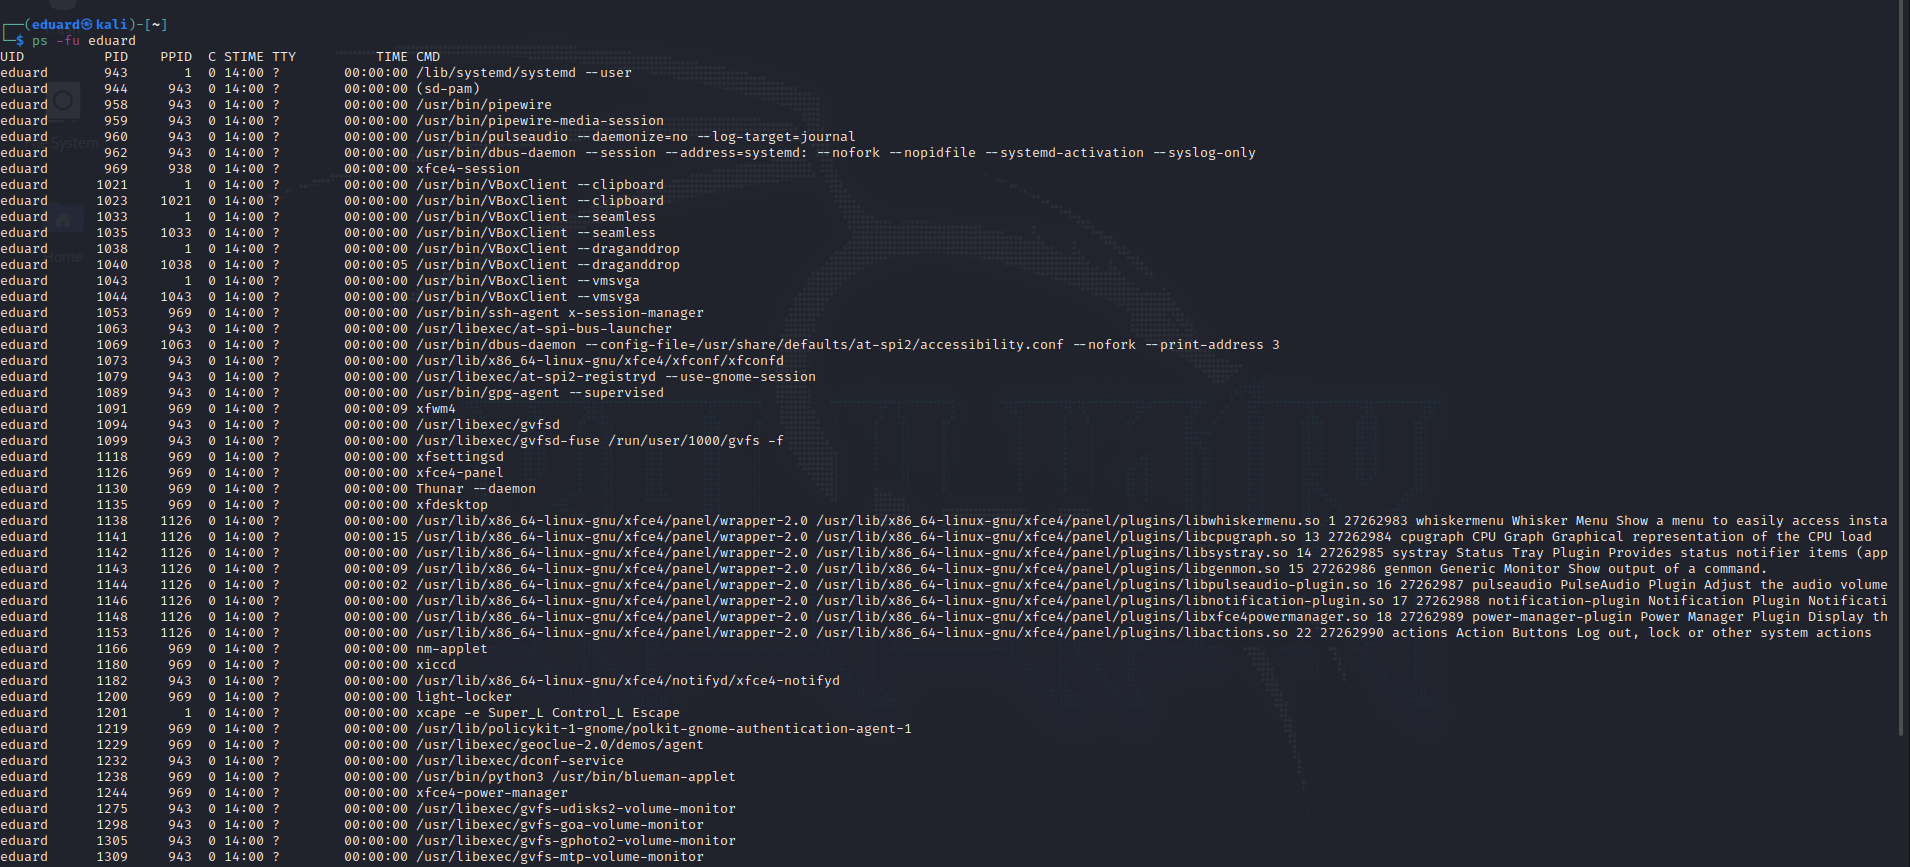 ┌──(eduard㉿kali)-[~]
└─$ ps -fu eduard
UID          PID    PPID  C STIME TTY          TIME CMD
eduard       943       1  0 14:00 ?        00:00:00 /lib/systemd/systemd --user
eduard       944     943  0 14:00 ?        00:00:00 (sd-pam)
eduard       958     943  0 14:00 ?        00:00:00 /usr/bin/pipewire
eduard       959     943  0 14:00 ?        00:00:00 /usr/bin/pipewire-media-session
eduard       960     943  0 14:00 ?        00:00:00 /usr/bin/pulseaudio --daemonize=no --log-target=journal
System
eduard       962     943  0 14:00 ?        00:00:00 /usr/bin/dbus-daemon --session --address=systemd: --nofork --nopidfile --systemd-activation --syslog-only
eduard       969     938  0 14:00 ?        00:00:00 xfce4-session
eduard      1021       1  0 14:00 ?        00:00:00 /usr/bin/VBoxClient --clipboard
eduard      1023    1021  0 14:00 ?        00:00:00 /usr/bin/VBoxClient --clipboard
eduard      1033       1  0 14:00 ?        00:00:00 /usr/bin/VBoxClient --seamless
eduard      1035    1033  0 14:00 ?        00:00:00 /usr/bin/VBoxClient --seamless
eduard      1038       1  0 14:00 ?        00:00:00 /usr/bin/VBoxClient --draganddrop
Home
eduard      1040    1038  0 14:00 ?        00:00:05 /usr/bin/VBoxClient --draganddrop
eduard      1043       1  0 14:00 ?        00:00:00 /usr/bin/VBoxClient --vmsvga
eduard      1044    1043  0 14:00 ?        00:00:00 /usr/bin/VBoxClient --vmsvga
eduard      1053     969  0 14:00 ?        00:00:00 /usr/bin/ssh-agent x-session-manager
eduard      1063     943  0 14:00 ?        00:00:00 /usr/libexec/at-spi-bus-launcher
eduard      1069    1063  0 14:00 ?        00:00:00 /usr/bin/dbus-daemon --config-file=/usr/share/defaults/at-spi2/accessibility.conf --nofork --print-address 3
eduard      1073     943  0 14:00 ?        00:00:00 /usr/lib/x86_64-linux-gnu/xfce4/xfconf/xfconfd
eduard      1079     943  0 14:00 ?        00:00:00 /usr/libexec/at-spi2-registryd --use-gnome-session
eduard      1089     943  0 14:00 ?        00:00:00 /usr/bin/gpg-agent --supervised
eduard      1091     969  0 14:00 ?        00:00:09 xfwm4
eduard      1094     943  0 14:00 ?        00:00:00 /usr/libexec/gvfsd
eduard      1099     943  0 14:00 ?        00:00:00 /usr/libexec/gvfsd-fuse /run/user/1000/gvfs -f
eduard      1118     969  0 14:00 ?        00:00:00 xfsettingsd
eduard      1126     969  0 14:00 ?        00:00:00 xfce4-panel
eduard      1130     969  0 14:00 ?        00:00:00 Thunar --daemon
eduard      1135     969  0 14:00 ?        00:00:00 xfdesktop
eduard      1138    1126  0 14:00 ?        00:00:00 /usr/lib/x86_64-linux-gnu/xfce4/panel/wrapper-2.0 /usr/lib/x86_64-linux-gnu/xfce4/panel/plugins/libwhiskermenu.so 1 27262983 whiskermenu Whisker Menu Show a menu to easily access insta
eduard      1141    1126  0 14:00 ?        00:00:15 /usr/lib/x86_64-linux-gnu/xfce4/panel/wrapper-2.0 /usr/lib/x86_64-linux-gnu/xfce4/panel/plugins/libcpugraph.so 13 27262984 cpugraph CPU Graph Graphical representation of the CPU load
eduard      1142    1126  0 14:00 ?        00:00:00 /usr/lib/x86_64-linux-gnu/xfce4/panel/wrapper-2.0 /usr/lib/x86_64-linux-gnu/xfce4/panel/plugins/libsystray.so 14 27262985 systray Status Tray Plugin Provides status notifier items (app
eduard      1143    1126  0 14:00 ?        00:00:09 /usr/lib/x86_64-linux-gnu/xfce4/panel/wrapper-2.0 /usr/lib/x86_64-linux-gnu/xfce4/panel/plugins/libgenmon.so 15 27262986 genmon Generic Monitor Show output of a command.
eduard      1144    1126  0 14:00 ?        00:00:02 /usr/lib/x86_64-linux-gnu/xfce4/panel/wrapper-2.0 /usr/lib/x86_64-linux-gnu/xfce4/panel/plugins/libpulseaudio-plugin.so 16 27262987 pulseaudio PulseAudio Plugin Adjust the audio volume
eduard      1146    1126  0 14:00 ?        00:00:00 /usr/lib/x86_64-linux-gnu/xfce4/panel/wrapper-2.0 /usr/lib/x86_64-linux-gnu/xfce4/panel/plugins/libnotification-plugin.so 17 27262988 notification-plugin Notification Plugin Notificati
eduard      1148    1126  0 14:00 ?        00:00:00 /usr/lib/x86_64-linux-gnu/xfce4/panel/wrapper-2.0 /usr/lib/x86_64-linux-gnu/xfce4/panel/plugins/libxfce4powermanager.so 18 27262989 power-manager-plugin Power Manager Plugin Display th
eduard      1153    1126  0 14:00 ?        00:00:00 /usr/lib/x86_64-linux-gnu/xfce4/panel/wrapper-2.0 /usr/lib/x86_64-linux-gnu/xfce4/panel/plugins/libactions.so 22 27262990 actions Action Buttons Log out, lock or other system actions
eduard      1166     969  0 14:00 ?        00:00:00 nm-applet
eduard      1180     969  0 14:00 ?        00:00:00 xiccd
eduard      1182     943  0 14:00 ?        00:00:00 /usr/lib/x86_64-linux-gnu/xfce4/notifyd/xfce4-notifyd
eduard      1200     969  0 14:00 ?        00:00:00 light-locker
eduard      1201       1  0 14:00 ?        00:00:00 xcape -e Super_L Control_L Escape
eduard      1219     969  0 14:00 ?        00:00:00 /usr/lib/policykit-1-gnome/polkit-gnome-authentication-agent-1
eduard      1229     969  0 14:00 ?        00:00:00 /usr/libexec/geoclue-2.0/demos/agent
eduard      1232     943  0 14:00 ?        00:00:00 /usr/libexec/dconf-service
eduard      1238     969  0 14:00 ?        00:00:00 /usr/bin/python3 /usr/bin/blueman-applet
eduard      1244     969  0 14:00 ?        00:00:00 xfce4-power-manager
eduard      1275     943  0 14:00 ?        00:00:00 /usr/libexec/gvfs-udisks2-volume-monitor
eduard      1298     943  0 14:00 ?        00:00:00 /usr/libexec/gvfs-goa-volume-monitor
eduard      1305     943  0 14:00 ?        00:00:00 /usr/libexec/gvfs-gphoto2-volume-monitor
eduard      1309     943  0 14:00 ?        00:00:00 /usr/libexec/gvfs-mtp-volume-monitor